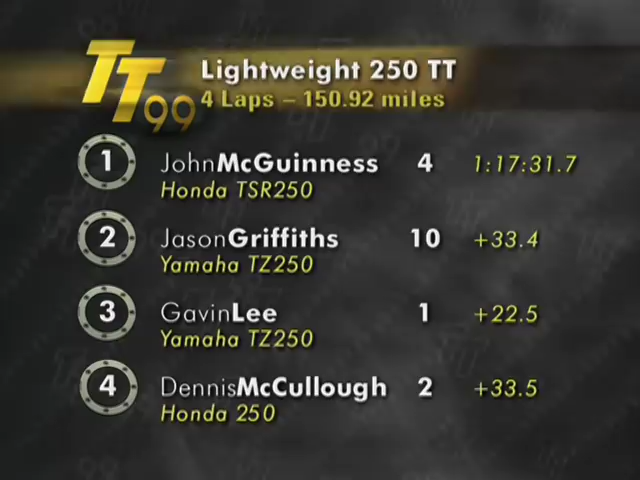 TT99
Lightweight 250 TT
4 Laps – 150.92 miles
1 JohnMcGuinness 4 1:17:31.7
Honda TSR250
2 JasonGriffiths 10 +33.4
Yamaha TZ250
3 GavinLee 1 +22.5
Yamaha TZ250
4 DennisMcCullough 2 +33.5
Honda 250